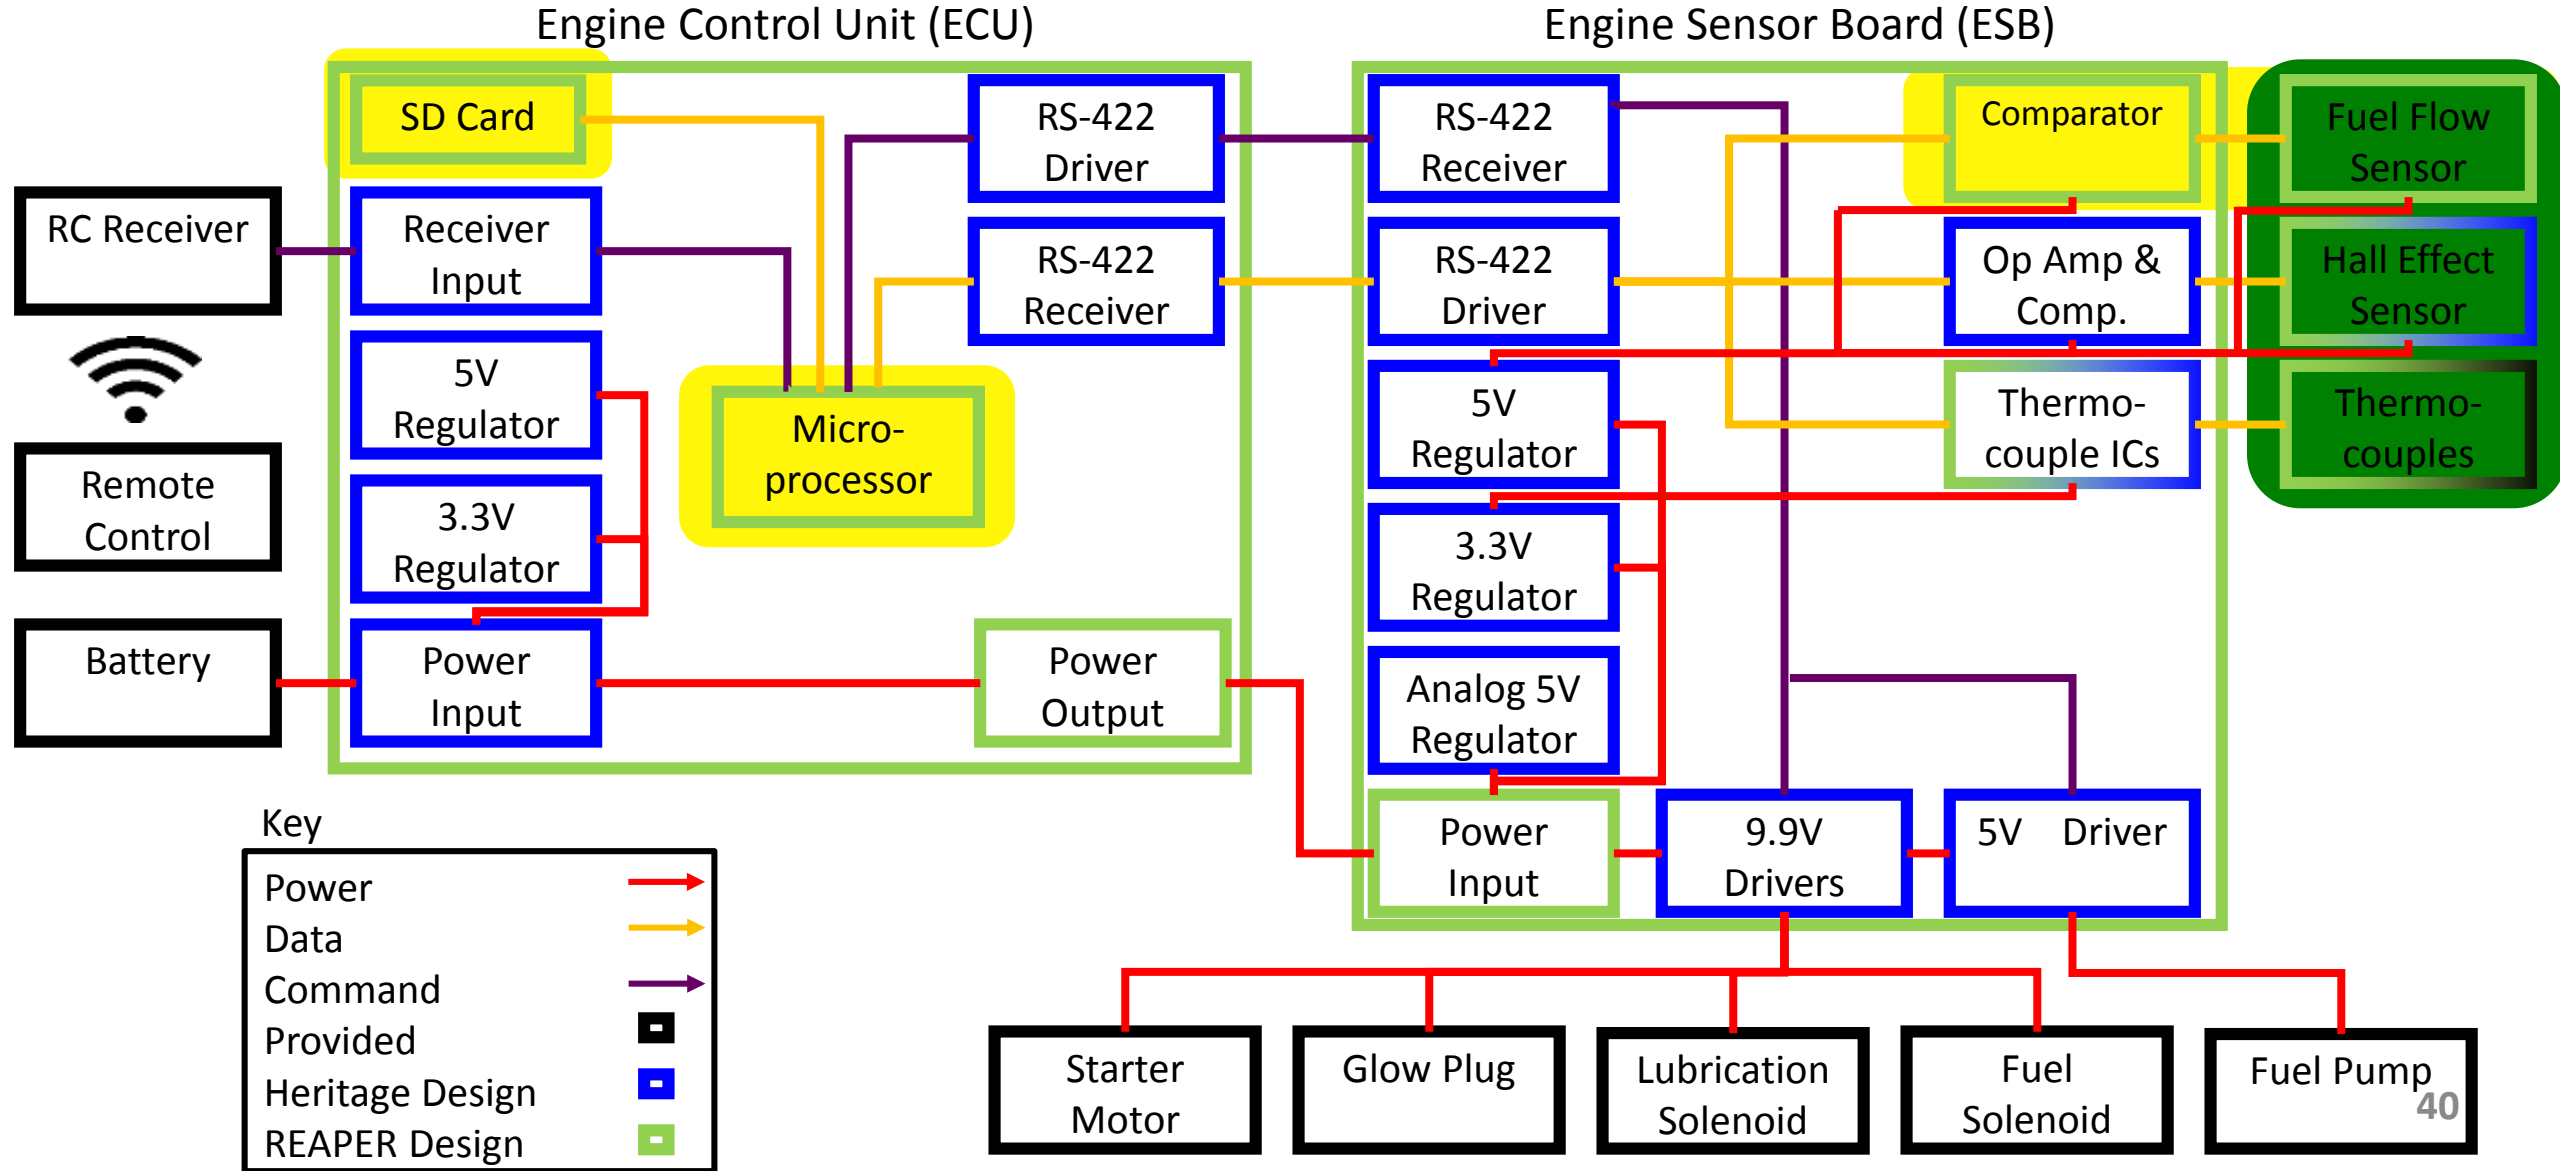 Engine Control Unit (ECU)
Engine Sensor Board (ESB)
SD Card
RS-422
Driver
RS-422
Receiver
Comparator
Fuel Flow
Sensor
RC Receiver
Receiver
Input
RS-422
Receiver
RS-422
Driver
Op Amp &
Comp.
Hall Effect
Sensor
5V
Regulator
Micro-
processor
5V
Regulator
Thermo-
couple ICs
Thermo-
couples
Remote
Control
3.3V
Regulator
3.3V
Regulator
Battery
Power
Input
Power
Output
Analog 5V
Regulator
Power
Input
9.9V
Drivers
5V Driver
Key
Power
Data
Command
Provided
Heritage Design
REAPER Design
Starter
Motor
Glow Plug
Lubrication
Solenoid
Fuel
Solenoid
Fuel Pump
40